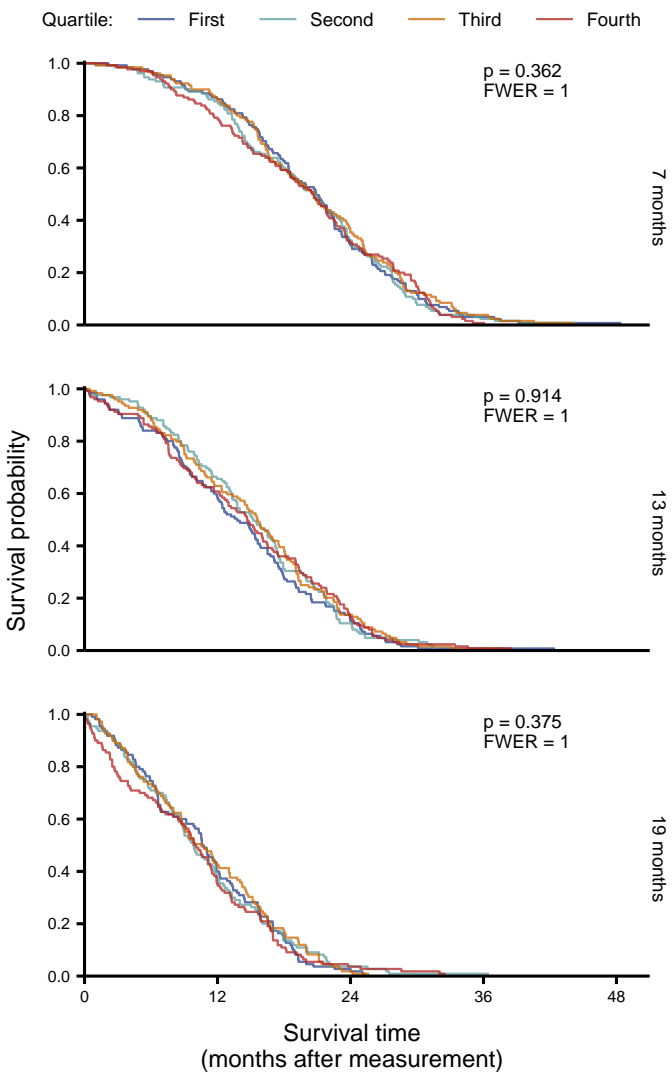 Quartile: First Second Third Fourth
1.0
0.8
0.6
0.4
0.2
0.0
p = 0.362
FWER = 1
7 months
1.0
0.8
0.6
0.4
0.2
0.0
p = 0.914
FWER = 1
13 months
Survival probability
1.0
0.8
0.6
0.4
0.2
0.0
p = 0.375
FWER = 1
19 months
0 12 24 36 48
Survival time
(months after measurement)